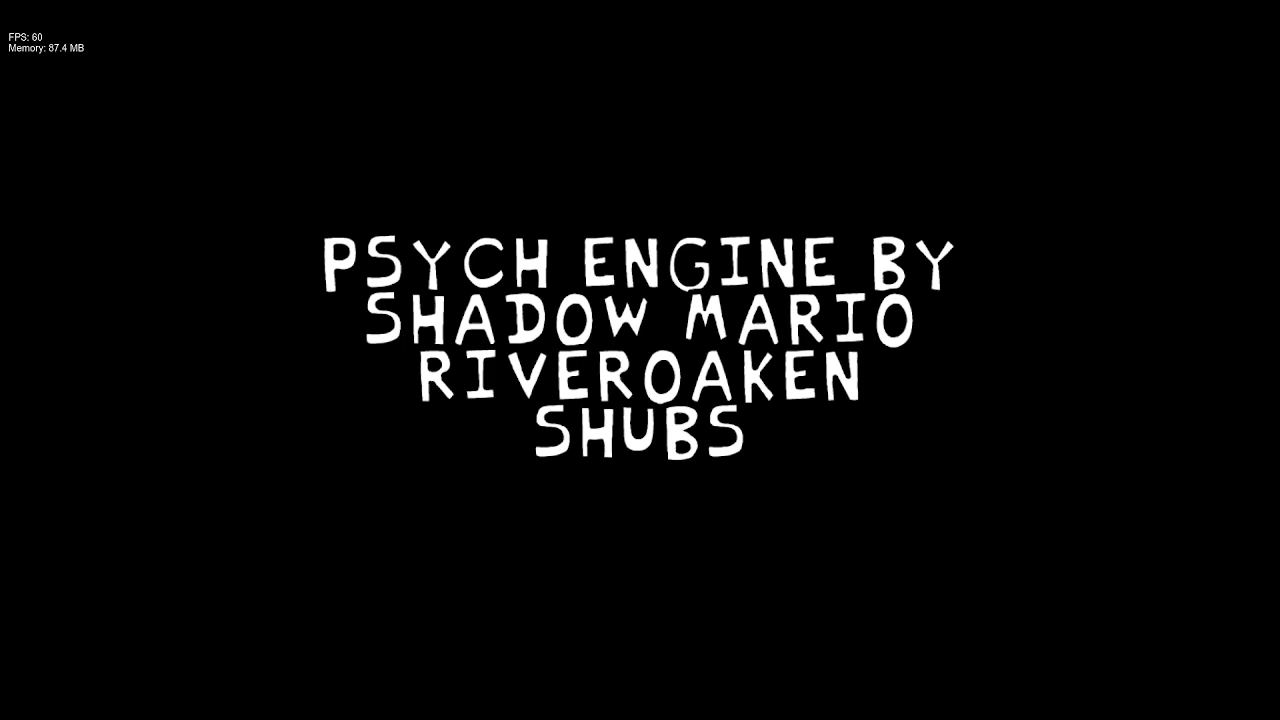 FPS: 60
Memory: 87.4 MB
PSYCH ENGINE BY
SHADOW MARIO
RIVEROAKEN
SHUBS